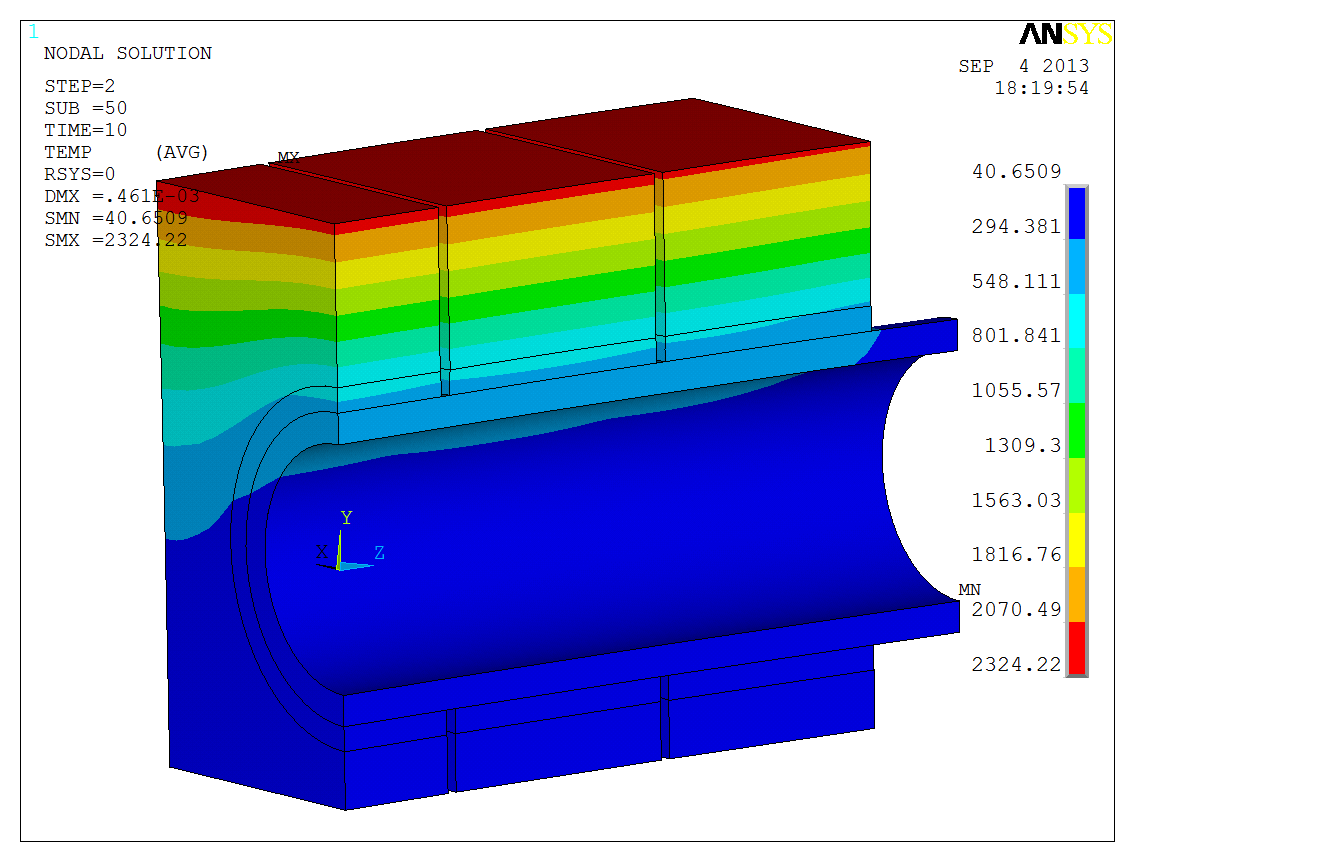 1
ANSYS
NODAL SOLUTION
SEP 4 2013
18:19:54
STEP=2
SUB =50
TIME=10
TEMP (AVG)
RSYS=0
DMX =.461E-03
SMN =40.6509
SMX =2324.22
MX
40.6509
294.381
548.111
801.841
1055.57
1309.3
1563.03
1816.76
2070.49
2324.22
Y
X
Z
MN